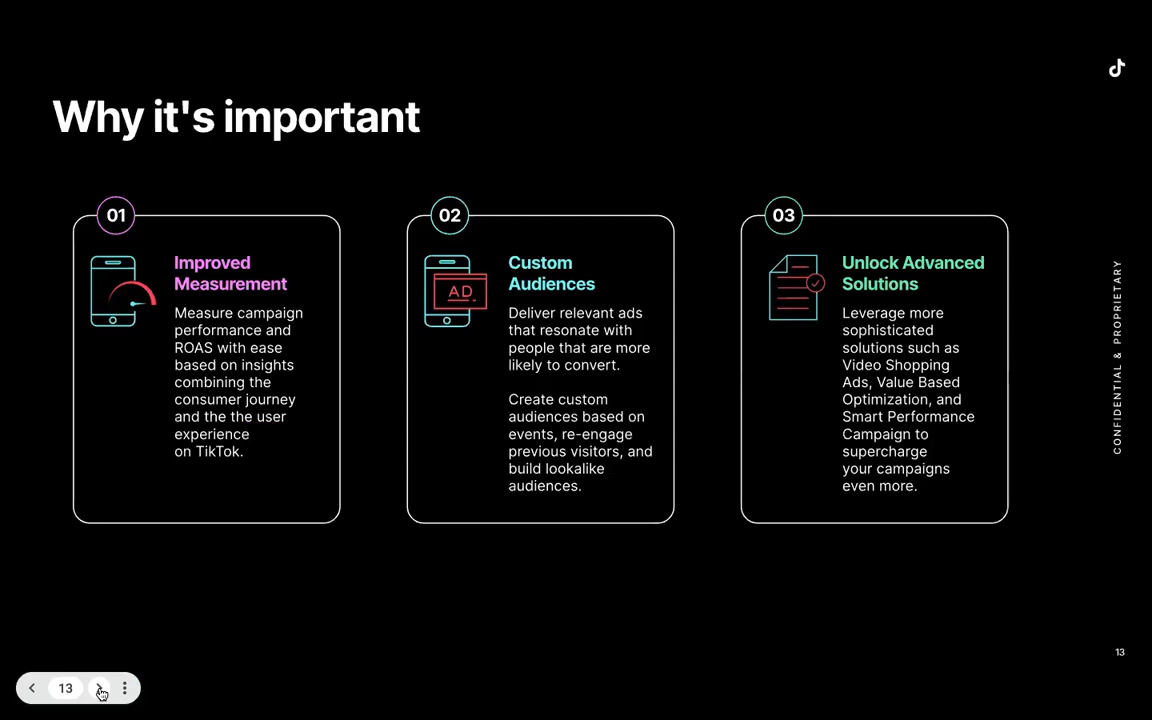 Why it's important
01
Improved
Measurement
Measure campaign
performance and
ROAS with ease
based on insights
combining the
consumer journey
and the the user
experience
on TikTok.
02
AD
Custom
Audiences
Deliver relevant ads
that resonate with
people that are more
likely to convert.
Create custom
audiences based on
events, re-engage
previous visitors, and
build lookalike
audiences.
03
Unlock Advanced
Solutions
Leverage more
sophisticated
solutions such as
Video Shopping
Ads, Value Based
Optimization, and
Smart Performance
Campaign to
supercharge
your campaigns
even more.
CONFIDENTIAL & PROPRIETARY
13
13